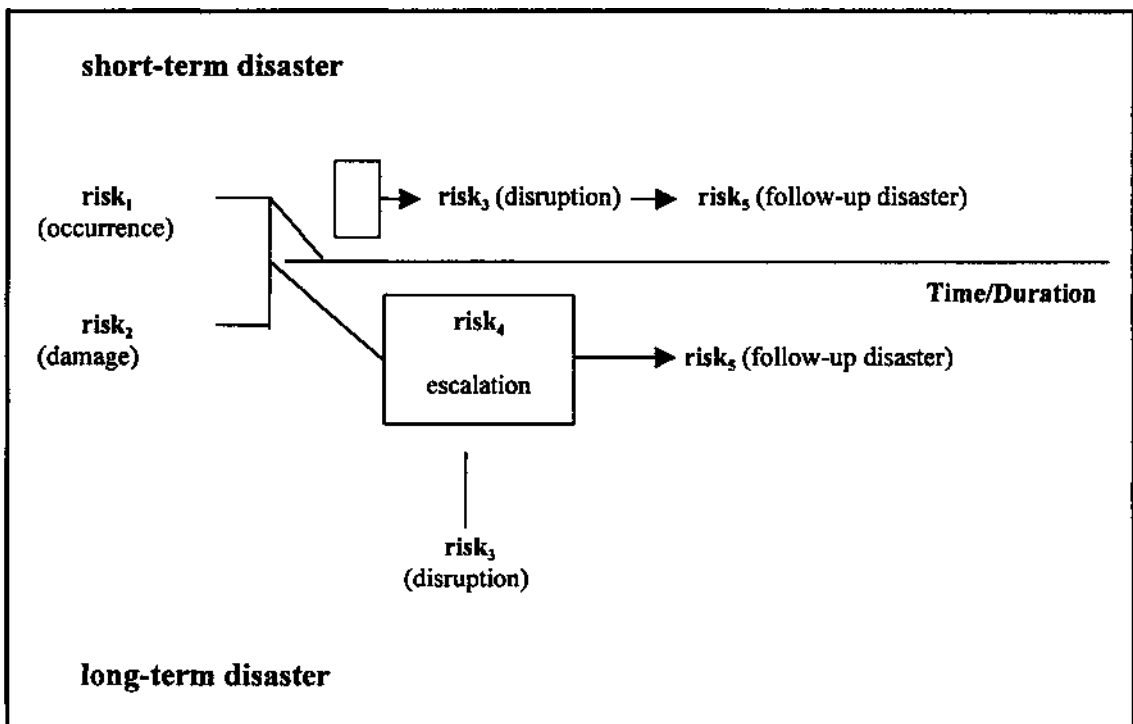 short-term disaster
risk₁
(occurrence)
risk₃ (disruption) risk₅ (follow-up disaster)
Time/Duration
risk₂
(damage)
risk₄
escalation
risk₅ (follow-up disaster)
risk₃
(disruption)
long-term disaster